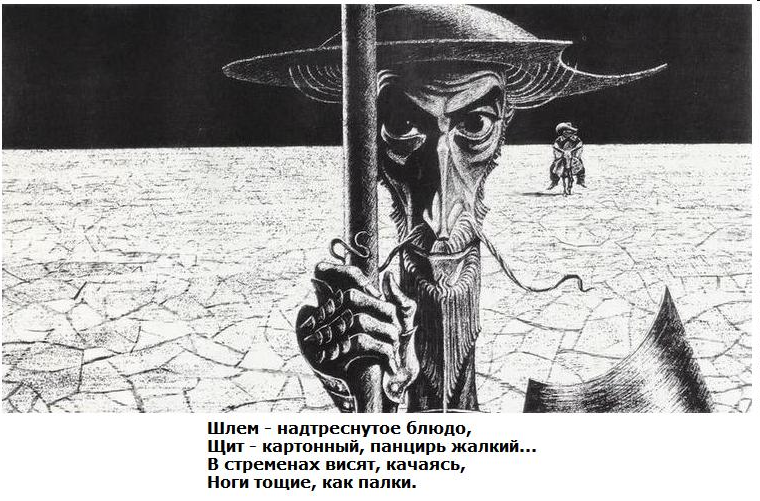 Шлем - надтреснутое блюдо,
Щит - картонный, панцирь жалкий...
В стременах висят, качаясь,
Ноги тощие, как палки.